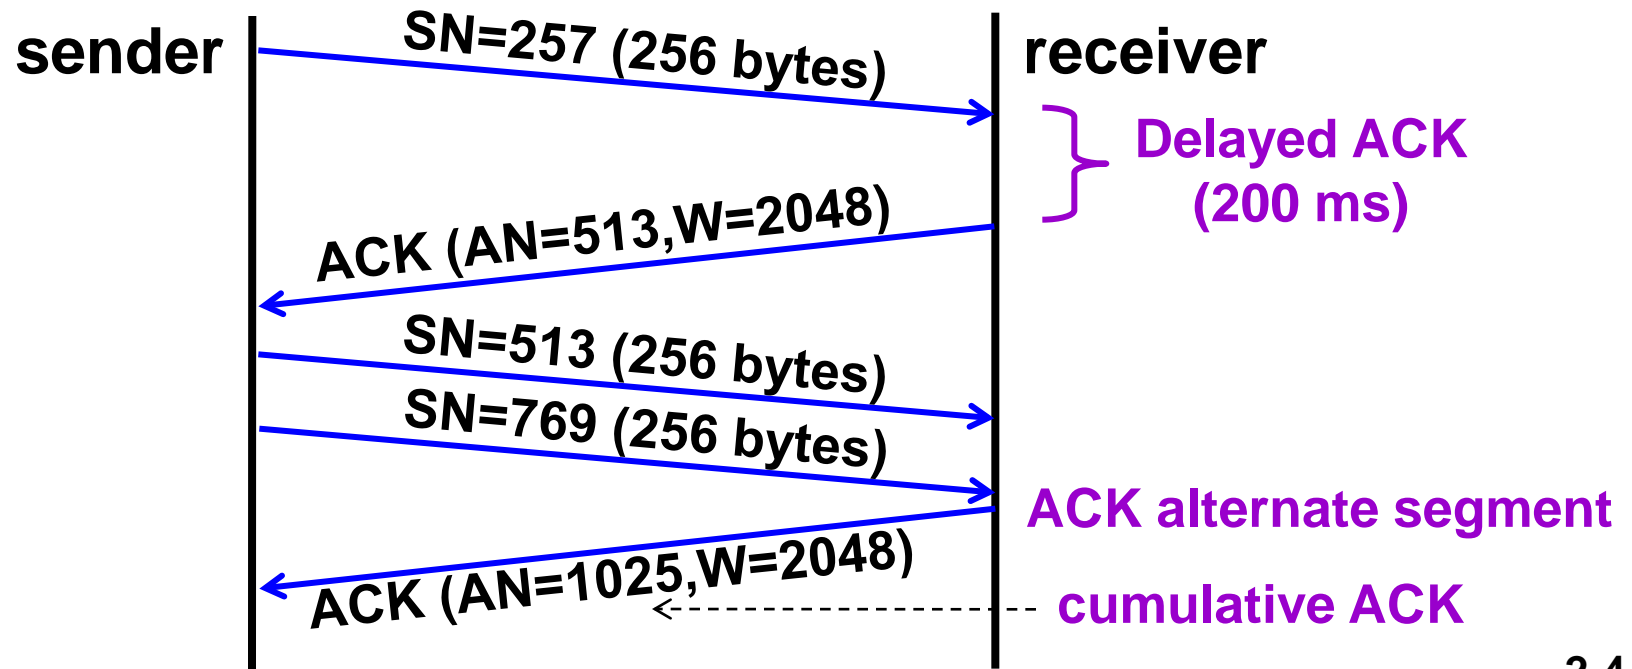 sender
SN=257 (256 bytes)
receiver
Delayed ACK
(200 ms)
ACK (AN=513,W=2048)
SN=513 (256 bytes)
SN=769 (256 bytes)
ACK alternate segment
ACK (AN=1025,W=2048)
cumulative ACK